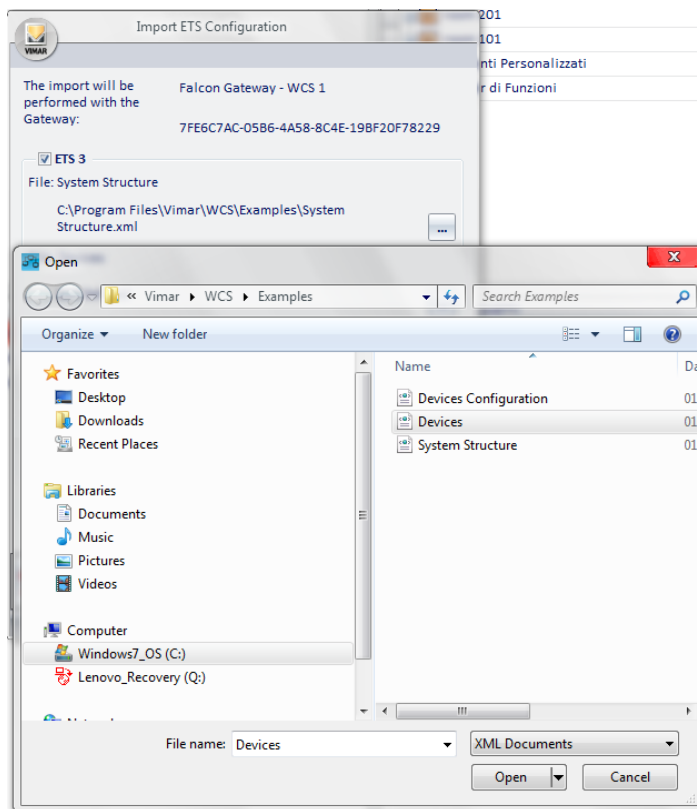 Import ETS Configuration
VIMAR
The import will be
performed with the
Gateway:
Falcon Gateway - WCS 1
7FE6C7AC-05B6-4A58-8C4E-19BF20F78229
ETS 3
File: System Structure
C:\Program Files\Vimar\WCS\Examples\System
Structure.xml
...
201
101
nti Personalizzati
r di Funzioni
Open
« Vimar WCS Examples
Search Examples
Organize
New folder
Favorites
Desktop
Downloads
Recent Places
Libraries
Documents
Music
Pictures
Videos
Computer
Windows7_OS (C:)
Lenovo_Recovery (Q:)
Name
Da
Devices Configuration
01
Devices
01
System Structure
01
File name:
Devices
XML Documents
Open
Cancel